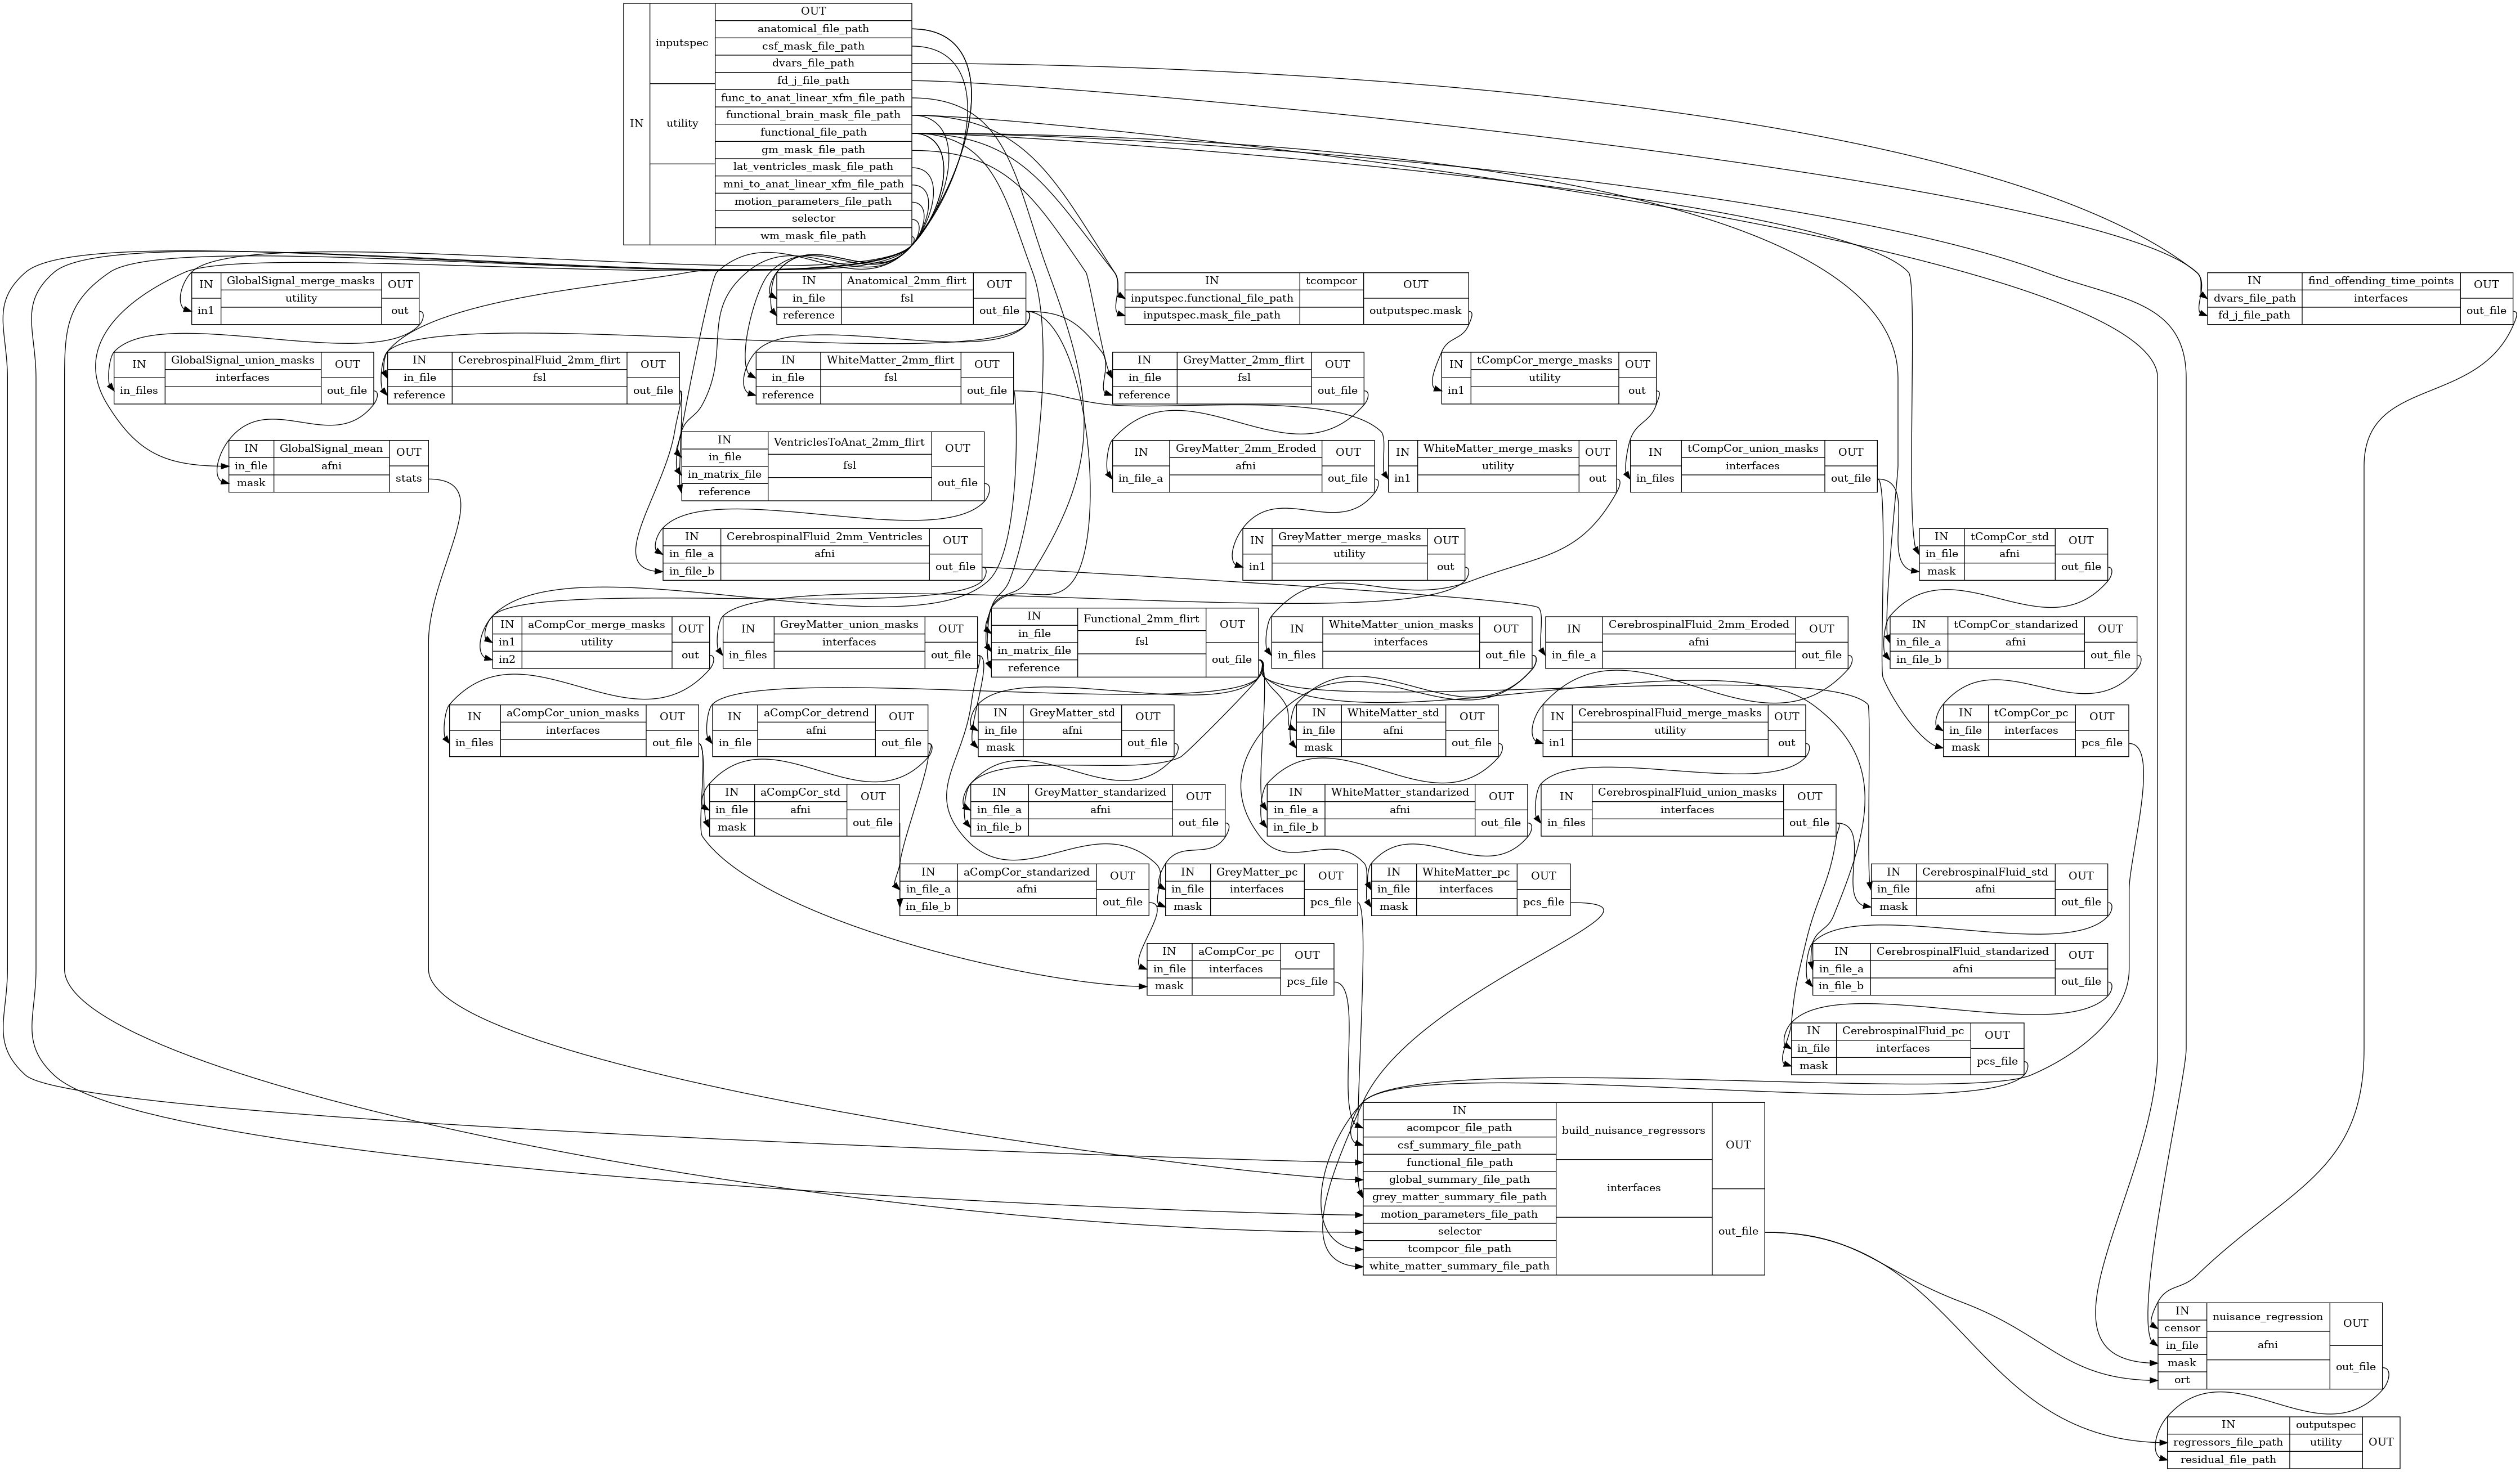 IN
inputspec
utility
OUT
anatomical_file_path
csf_mask_file_path
dvars_file_path
fd_j_file_path
func_to_anat_linear_xfm_file_path
functional_brain_mask_file_path
functional_file_path
gm_mask_file_path
lat_ventricles_mask_file_path
mni_to_anat_linear_xfm_file_path
motion_parameters_file_path
selector
wm_mask_file_path
IN
in1
GlobalSignal_merge_masks
utility
OUT
out
IN
in_file
reference
Anatomical_2mm_flirt
fsl
OUT
out_file
IN
inputspec.functional_file_path
inputspec.mask_file_path
tcompcor
OUT
outputspec.mask
IN
dvars_file_path
fd_j_file_path
find_offending_time_points
interfaces
OUT
out_file
IN
in_files
GlobalSignal_union_masks
interfaces
OUT
out_file
IN
in_file
reference
CerebrospinalFluid_2mm_flirt
fsl
OUT
out_file
IN
in_file
reference
WhiteMatter_2mm_flirt
fsl
OUT
out_file
IN
in_file
reference
GreyMatter_2mm_flirt
fsl
OUT
out_file
IN
in1
tCompCor_merge_masks
utility
OUT
out
IN
in_file
mask
GlobalSignal_mean
afni
OUT
stats
IN
in_file
in_matrix_file
reference
VentriclesToAnat_2mm_flirt
fsl
OUT
out_file
IN
in_file_a
GreyMatter_2mm_Eroded
afni
OUT
out_file
IN
in1
WhiteMatter_merge_masks
utility
OUT
out
IN
in_files
tCompCor_union_masks
interfaces
OUT
out_file
IN
in_file_a
in_file_b
CerebrospinalFluid_2mm_Ventricles
afni
OUT
out_file
IN
in1
GreyMatter_merge_masks
utility
OUT
out
IN
in_file
mask
tCompCor_std
afni
OUT
out_file
IN
in1
in2
aCompCor_merge_masks
utility
OUT
out
IN
in_files
GreyMatter_union_masks
interfaces
OUT
out_file
IN
in_file
in_matrix_file
reference
Functional_2mm_flirt
fsl
OUT
out_file
IN
in_files
WhiteMatter_union_masks
interfaces
OUT
out_file
IN
in_file_a
CerebrospinalFluid_2mm_Eroded
afni
OUT
out_file
IN
in_file_a
in_file_b
tCompCor_standarized
afni
OUT
out_file
IN
in_files
aCompCor_union_masks
interfaces
OUT
out_file
IN
in_file
aCompCor_detrend
afni
OUT
out_file
IN
in_file
mask
GreyMatter_std
afni
OUT
out_file
IN
in_file
mask
WhiteMatter_std
afni
OUT
out_file
IN
in1
CerebrospinalFluid_merge_masks
utility
OUT
out
IN
in_file
mask
tCompCor_pc
interfaces
OUT
pcs_file
IN
in_file
mask
aCompCor_std
afni
OUT
out_file
IN
in_file_a
in_file_b
GreyMatter_standarized
afni
OUT
out_file
IN
in_file_a
in_file_b
WhiteMatter_standarized
afni
OUT
out_file
IN
in_files
CerebrospinalFluid_union_masks
interfaces
OUT
out_file
IN
in_file_a
in_file_b
aCompCor_standarized
afni
OUT
out_file
IN
in_file
mask
GreyMatter_pc
interfaces
OUT
pcs_file
IN
in_file
mask
WhiteMatter_pc
interfaces
OUT
pcs_file
IN
in_file
mask
CerebrospinalFluid_std
afni
OUT
out_file
IN
in_file
mask
aCompCor_pc
interfaces
OUT
pcs_file
IN
in_file_a
in_file_b
CerebrospinalFluid_standarized
afni
OUT
out_file
IN
in_file
mask
CerebrospinalFluid_pc
interfaces
OUT
pcs_file
IN
acompcor_file_path
csf_summary_file_path
functional_file_path
global_summary_file_path
grey_matter_summary_file_path
motion_parameters_file_path
selector
tcompcor_file_path
white_matter_summary_file_path
build_nuisance_regressors
interfaces
OUT
out_file
IN
censor
in_file
mask
ort
nuisance_regression
afni
OUT
out_file
IN
regressors_file_path
residual_file_path
outputspec
utility
OUT